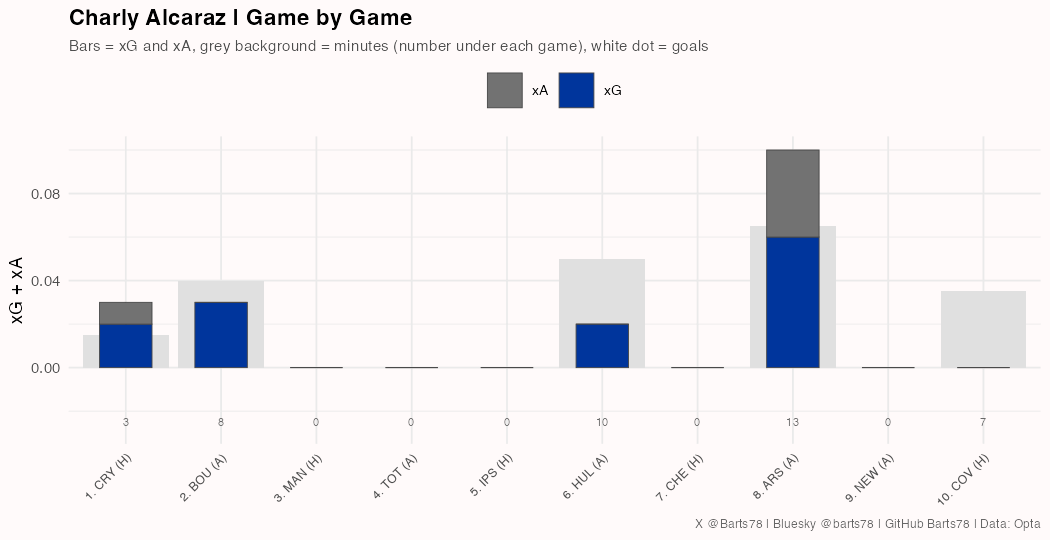 Charly Alcaraz | Game by Game
Bars = xG and xA, grey background = minutes (number under each game), white dot = goals
xA xG
xG + xA
0.08
0.04
0.00
3 8 0 0 0 10 0 13 0 7
1. CRY (H) 2. BOU (A) 3. MAN (H) 4. TOT (A) 5. IPS (H) 6. HUL (A) 7. CHE (H) 8. ARS (A) 9. NEW (A) 10. COV (H)
X @Barts78 | Bluesky @barts78 | GitHub Barts78 | Data: Opta